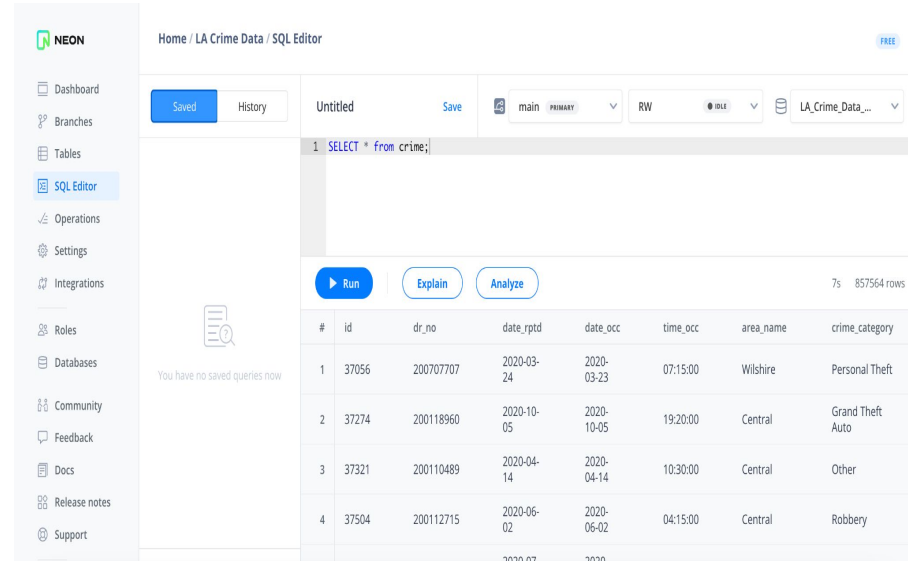 NEON
Home / LA Crime Data / SQL Editor
FREE
Dashboard
Branches
Tables
SQL Editor
Operations
Settings
Integrations
Roles
Databases
Community
Feedback
Docs
Release notes
Support
Saved History
You have no saved queries now
Untitled Save main PRIMARY RW IDLE LA_Crime_Data_...
1 SELECT * from crime;
Run Explain Analyze 7s 857564 rows
# id dr_no date_rptd date_occ time_occ area_name crime_category
1 37056 200707707 2020-03-24 2020-03-23 07:15:00 Wilshire Personal Theft
2 37274 200118960 2020-10-05 2020-10-05 19:20:00 Central Grand Theft Auto
3 37321 200110489 2020-04-14 2020-04-14 10:30:00 Central Other
4 37504 200112715 2020-06-02 2020-06-02 04:15:00 Central Robbery